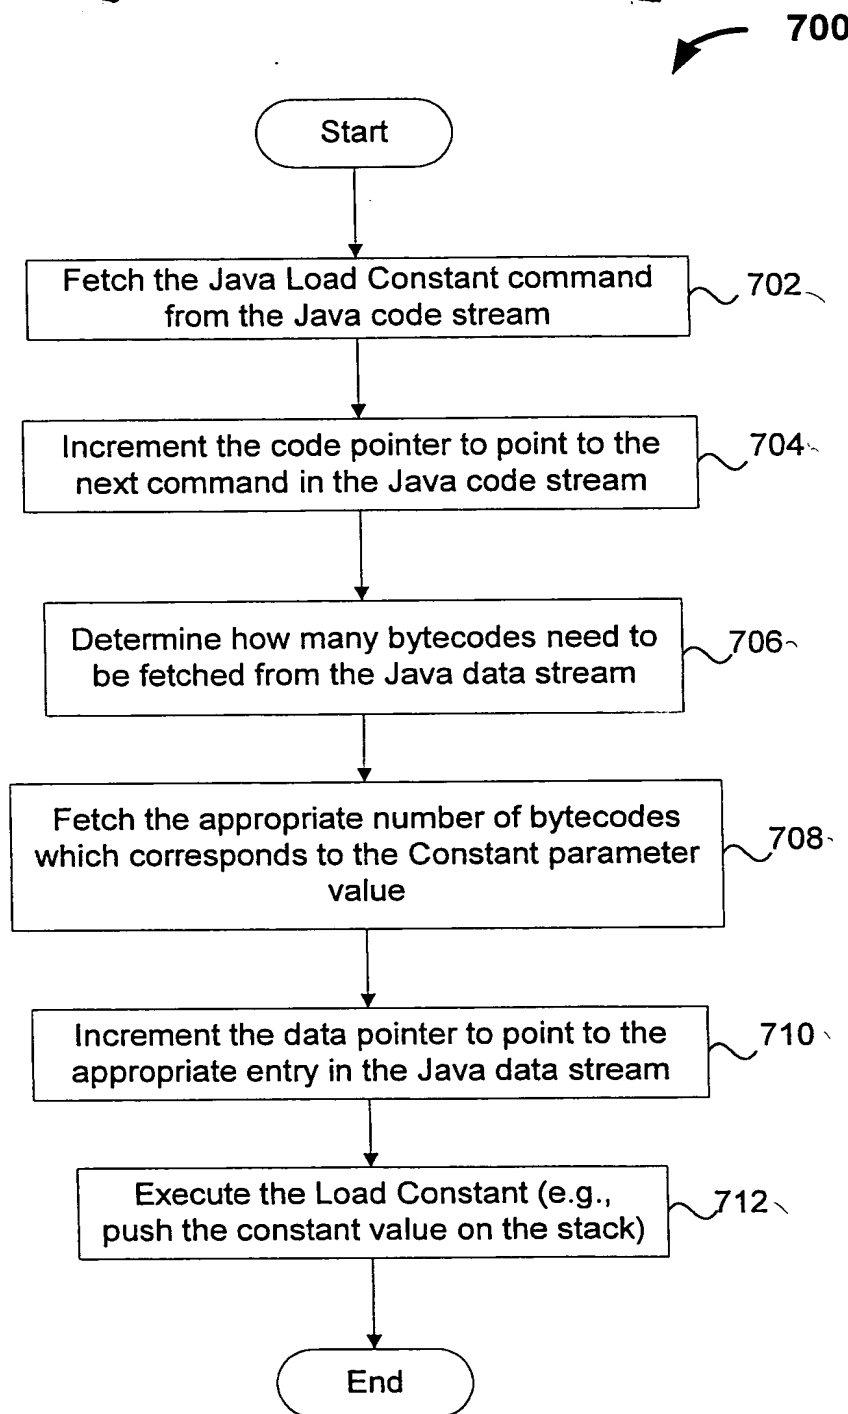 700
Start
Fetch the Java Load Constant command
from the Java code stream
702
Increment the code pointer to point to the
next command in the Java code stream
704
Determine how many bytecodes need to
be fetched from the Java data stream
706
Fetch the appropriate number of bytecodes
which corresponds to the Constant parameter
value
708
Increment the data pointer to point to the
appropriate entry in the Java data stream
710
Execute the Load Constant (e.g.,
push the constant value on the stack)
712
End